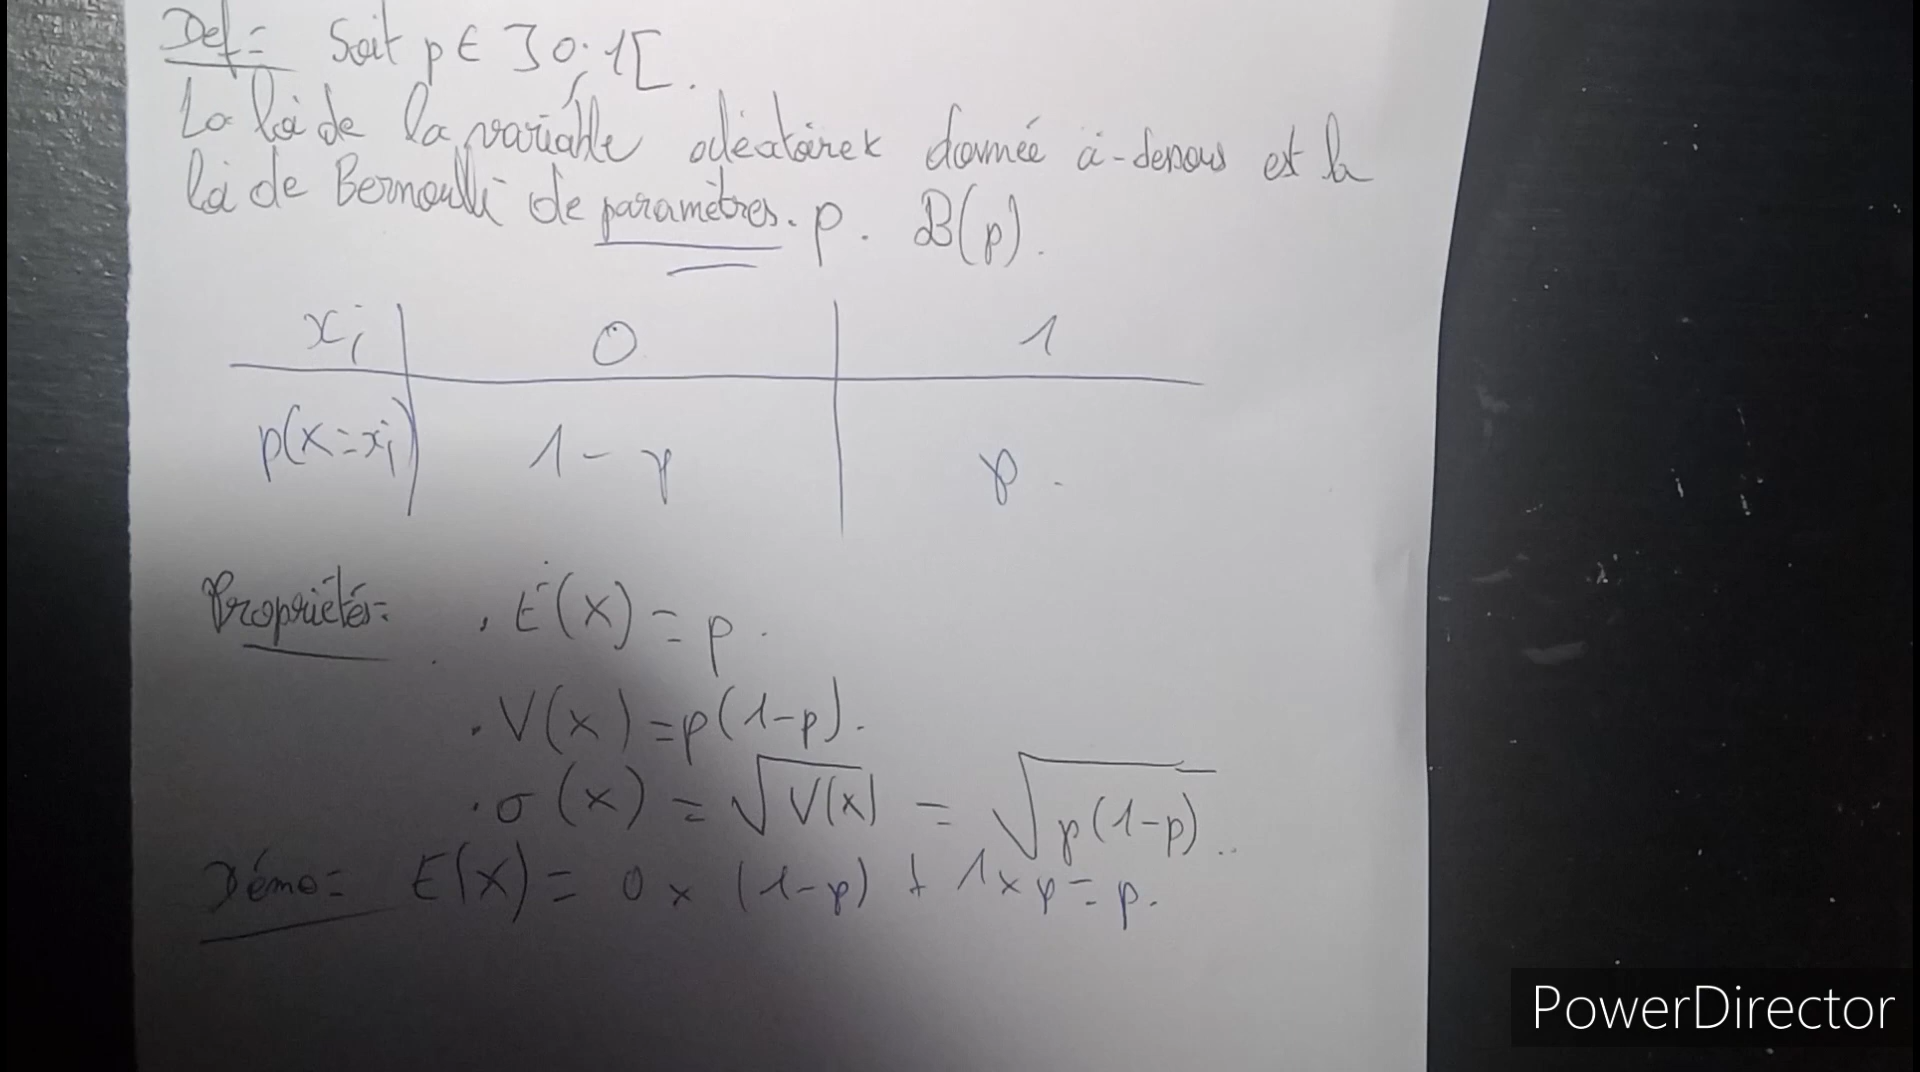 Def = Soit p ∈ ]0;1[.
La loi de la variable aléatoire X donnée ci-dessous est la
loi de Bernoulli de paramètres. p. B(p).
xi | 0 | 1
p(X=xi) | 1-p | p.
Propriétés = . E(X) = p.
. V(X) = p(1-p).
. σ(X) = √V(X) = √p(1-p)..
Démo = E(X) = 0 × (1-p) + 1 × p = p.
PowerDirector